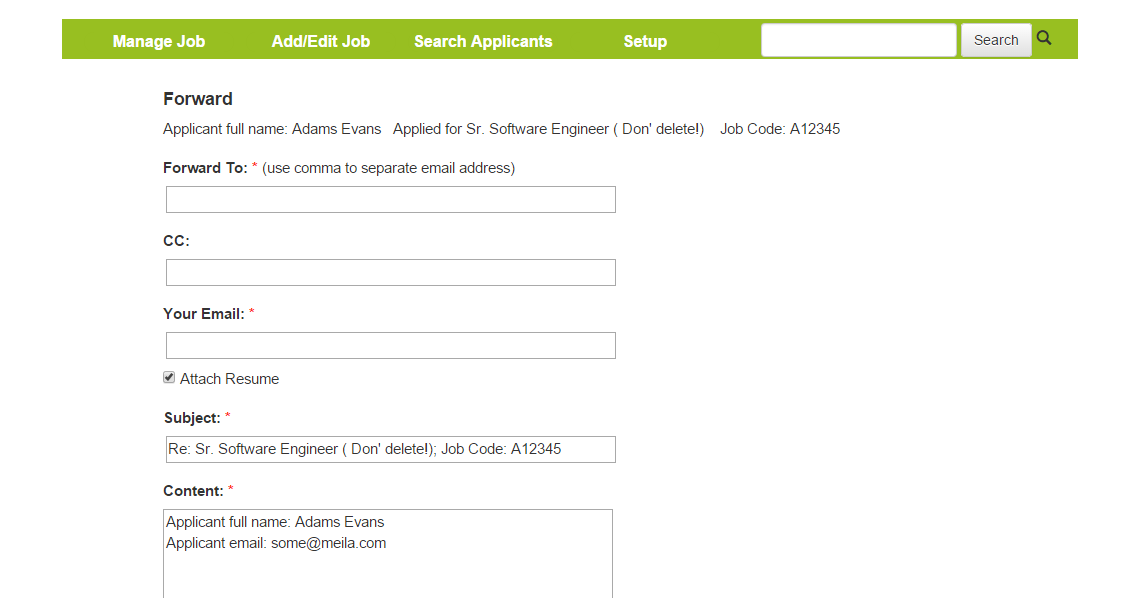 Manage Job Add/Edit Job Search Applicants Setup Search
Forward
Applicant full name: Adams Evans Applied for Sr. Software Engineer ( Don' delete!) Job Code: A12345
Forward To: * (use comma to separate email address)
CC:
Your Email: *
Attach Resume
Subject: *
Re: Sr. Software Engineer ( Don' delete!); Job Code: A12345
Content: *
Applicant full name: Adams Evans
Applicant email: some@meila.com